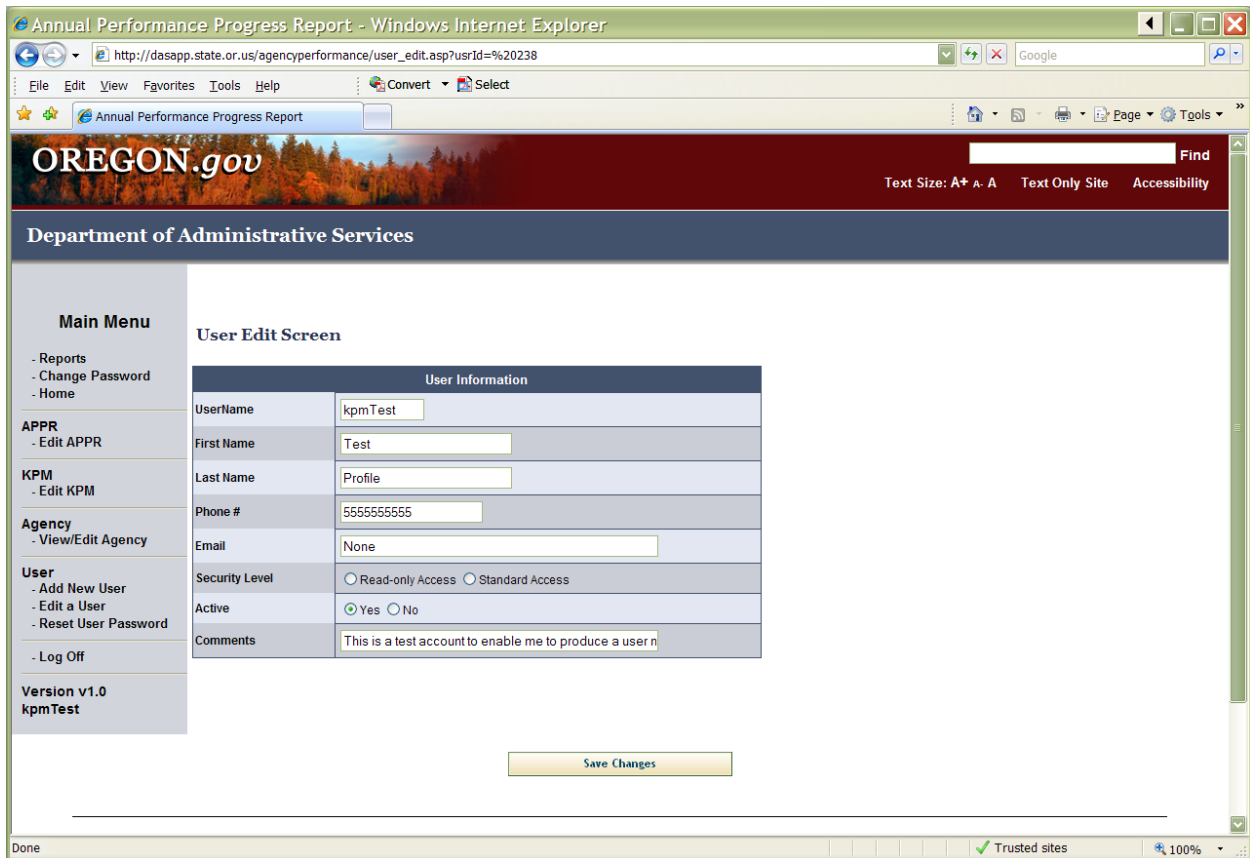 Annual Performance Progress Report - Windows Internet Explorer
http://dasapp.state.or.us/agencyperformance/user_edit.asp?usrId=%20238
Google
File Edit View Favorites Tools Help Convert Select
Annual Performance Progress Report Page Tools »
OREGON.gov
Find
Text Size: A+ A- A Text Only Site Accessibility
Department of Administrative Services
Main Menu
- Reports
- Change Password
- Home
APPR
- Edit APPR
KPM
- Edit KPM
Agency
- View/Edit Agency
User
- Add New User
- Edit a User
- Reset User Password
- Log Off
Version v1.0
kpmTest
User Edit Screen
User Information
UserName kpmTest
First Name Test
Last Name Profile
Phone # 5555555555
Email None
Security Level Read-only Access Standard Access
Active Yes No
Comments This is a test account to enable me to produce a user n
Save Changes
Done Trusted sites 100%